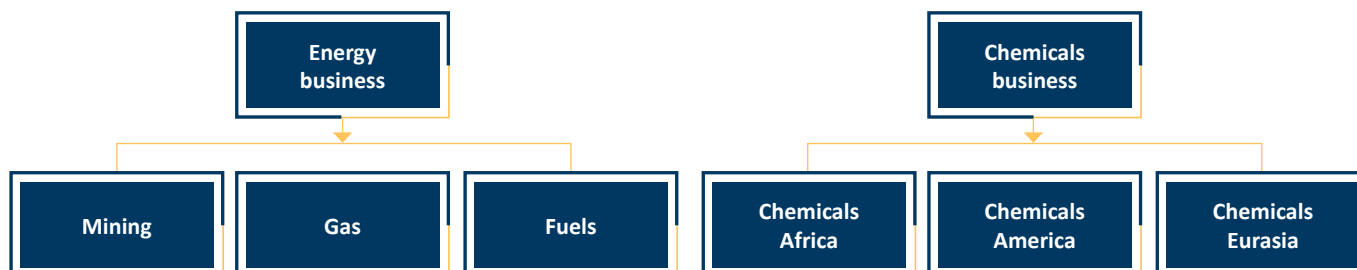 Energy
business
Chemicals
business
Mining
Gas
Fuels
Chemicals
Africa
Chemicals
America
Chemicals
Eurasia